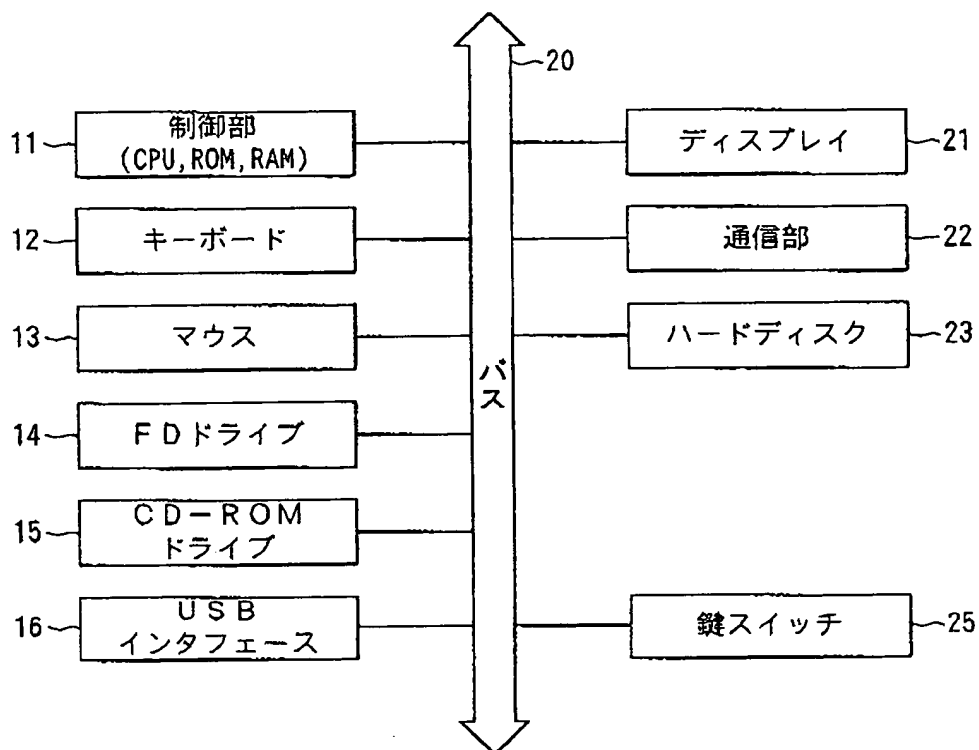 20
11
制御部
(CPU,ROM,RAM)
ディスプレイ
21
12
キーボード
通信部
22
13
マウス
ハードディスク
23
バス
14
FDドライブ
15
CD-ROM
ドライブ
16
USB
インタフェース
鍵スイッチ
25